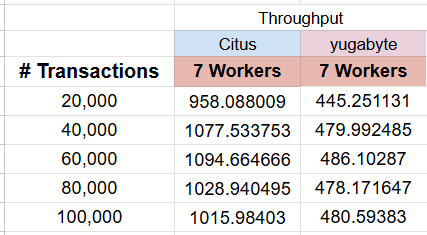 Throughput
Citus yugabyte
# Transactions 7 Workers 7 Workers
20,000 958.088009 445.251131
40,000 1077.533753 479.992485
60,000 1094.664666 486.10287
80,000 1028.940495 478.171647
100,000 1015.98403 480.59383